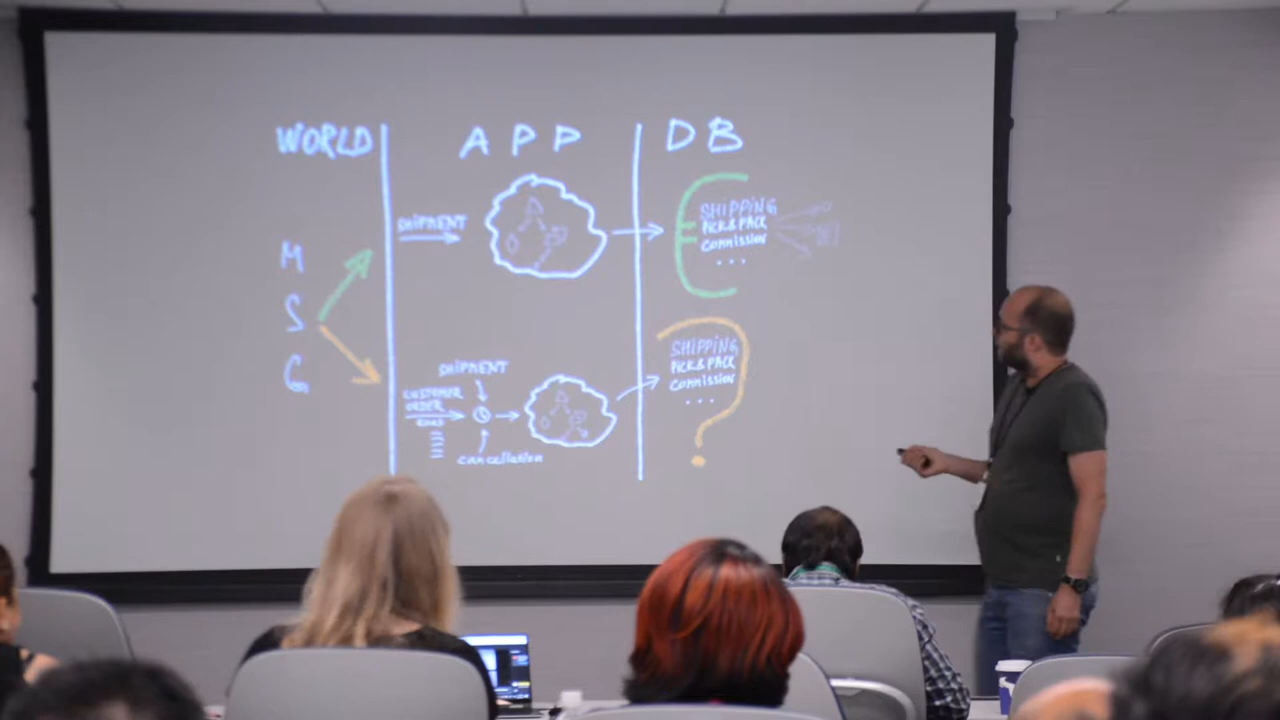 WORLD
APP
DB
SHIPMENT
SHIPPING
PICK&PACK
COMMISSION
...
M
S
G
SHIPMENT
CUSTOMER
ORDER
cancellation
SHIPPING
PICK&PACK
COMMISSION
...
?